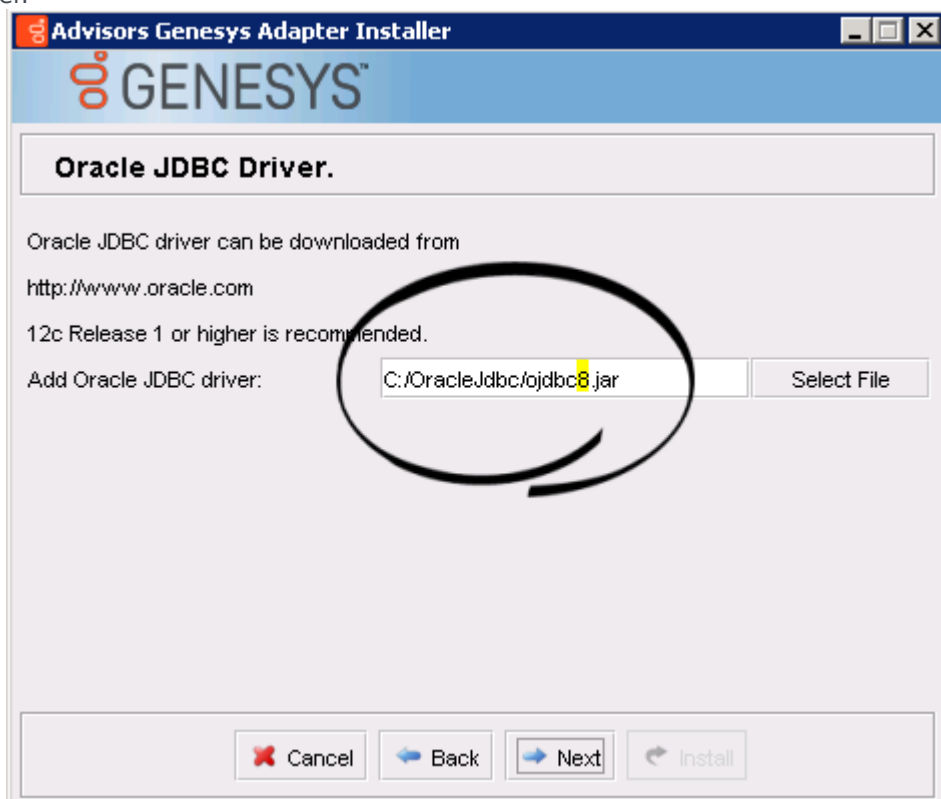 en
Advisors Genesys Adapter Installer
GENESYS™
Oracle JDBC Driver.
Oracle JDBC driver can be downloaded from
http://www.oracle.com
12c Release 1 or higher is recommended.
Add Oracle JDBC driver: C:/OracleJdbc/ojdbc8.jar Select File
Cancel Back Next Install